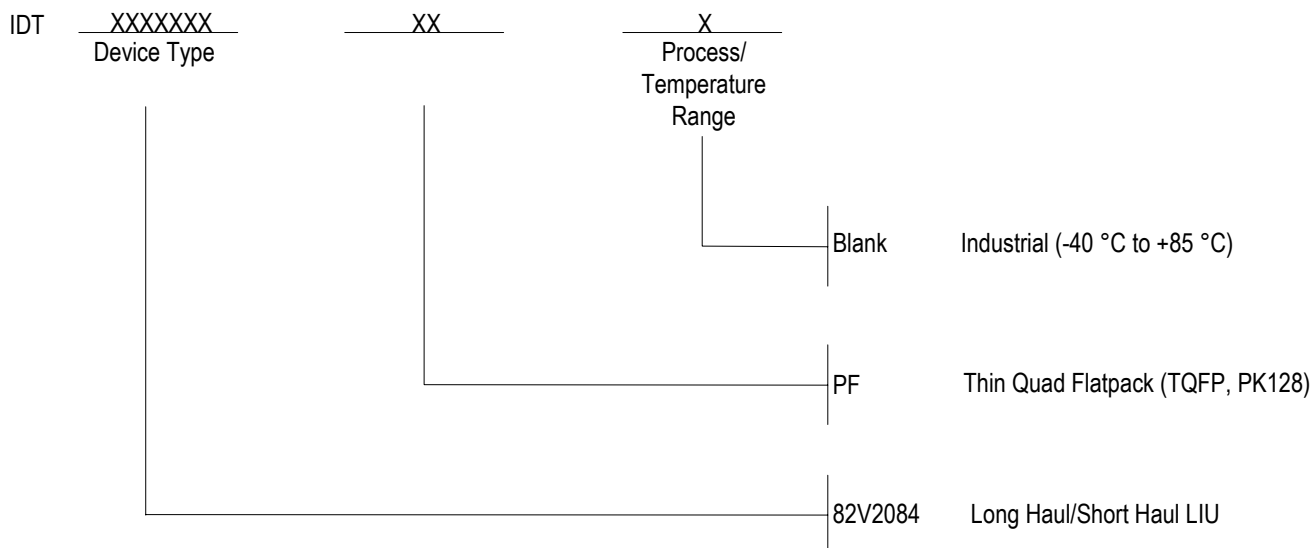 IDT XXXXXXX XX X
Device Type
Process/
Temperature
Range
Blank Industrial (-40 °C to +85 °C)
PF Thin Quad Flatpack (TQFP, PK128)
82V2084 Long Haul/Short Haul LIU